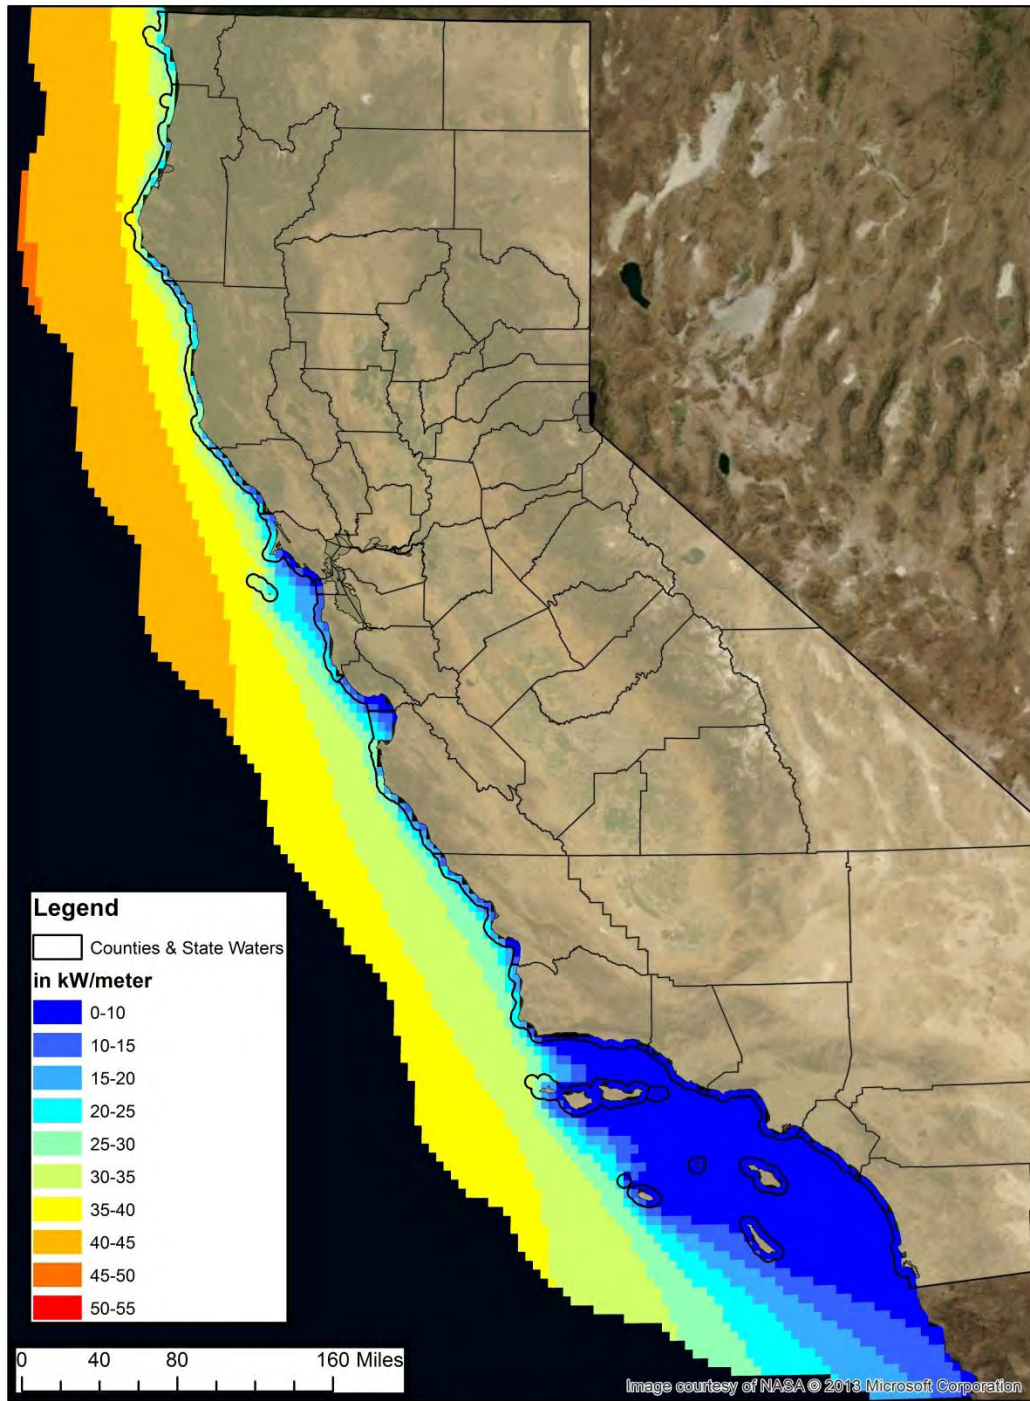 Legend
Counties & State Waters
in kW/meter
0-10
10-15
15-20
20-25
25-30
30-35
35-40
40-45
45-50
50-55
0 40 80 160 Miles
Image courtesy of NASA © 2013 Microsoft Corporation